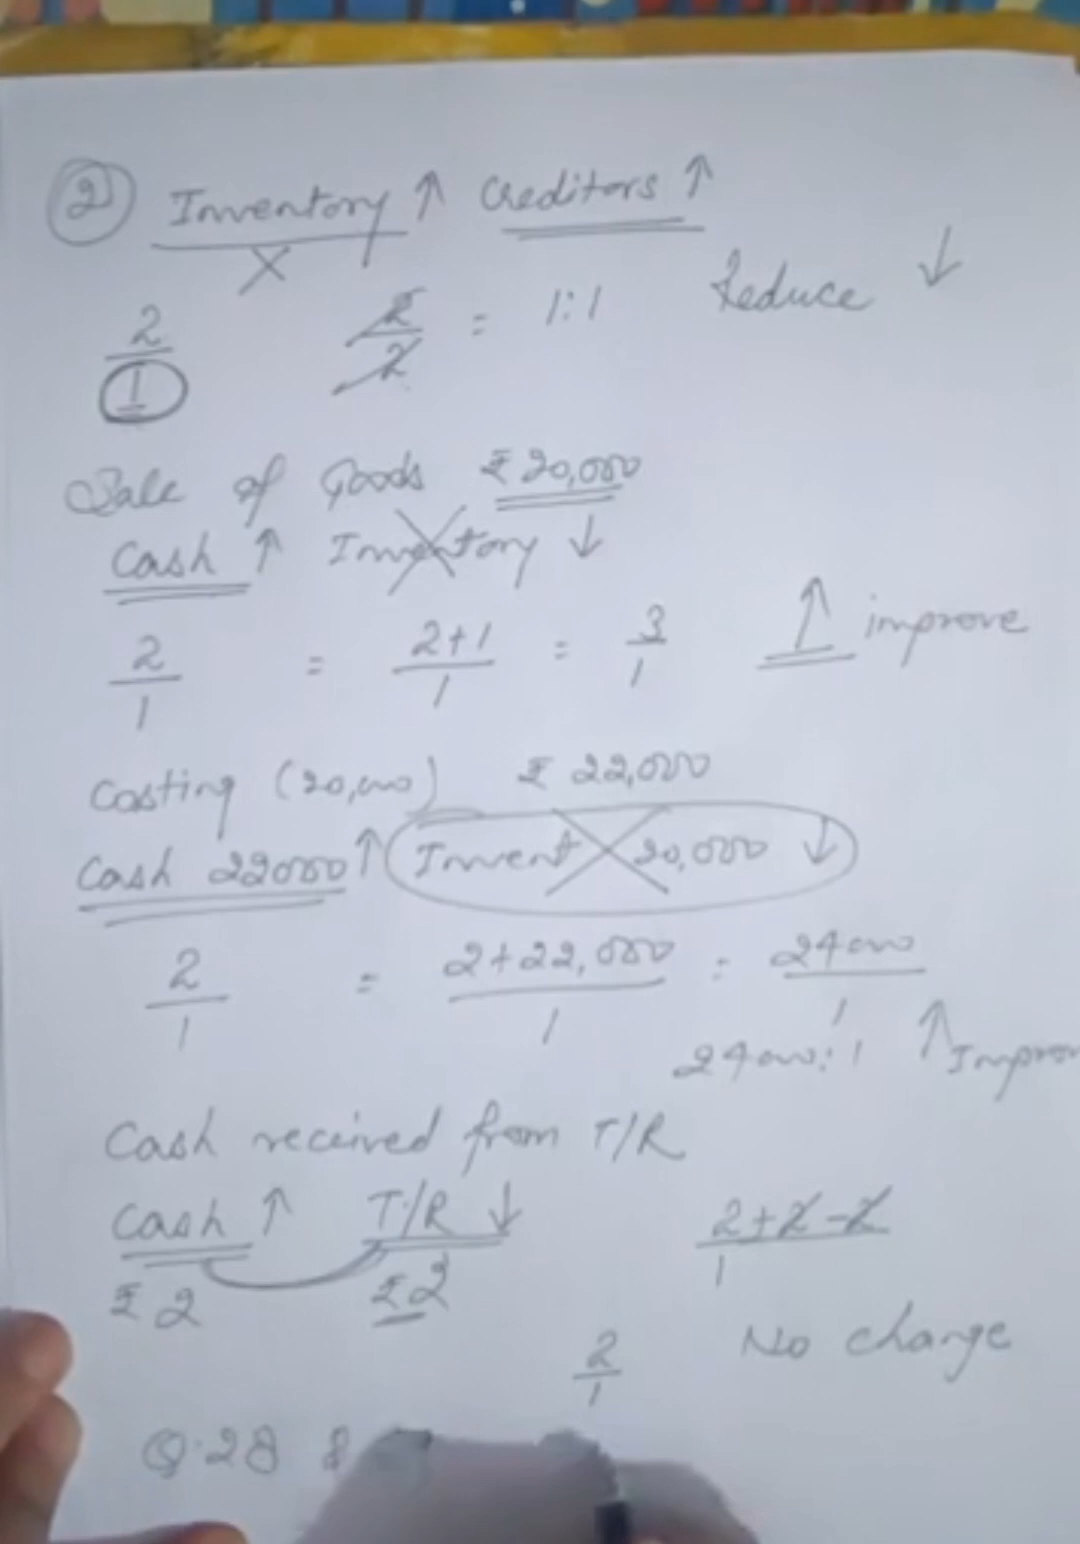 2 Inventory ↑ Creditors ↑
X
2/1 2/2 = 1:1 Reduce ↓
Sale of Goods ₹ 20,000
Cash ↑ Inventory ↓
2/1 = 2+1/1 = 3/1 ↑ improve
Costing (20,000) ₹ 22,000
Cash 22000 ↑ Invent 20,000 ↓
2/1 = 2+22,000/1 = 24000/1
24000:1 ↑ Improv
Cash received from T/R
Cash ↑ T/R ↓ 2+2-2/1
₹ 2 ₹ 2
2/1 No change
Q.28 &